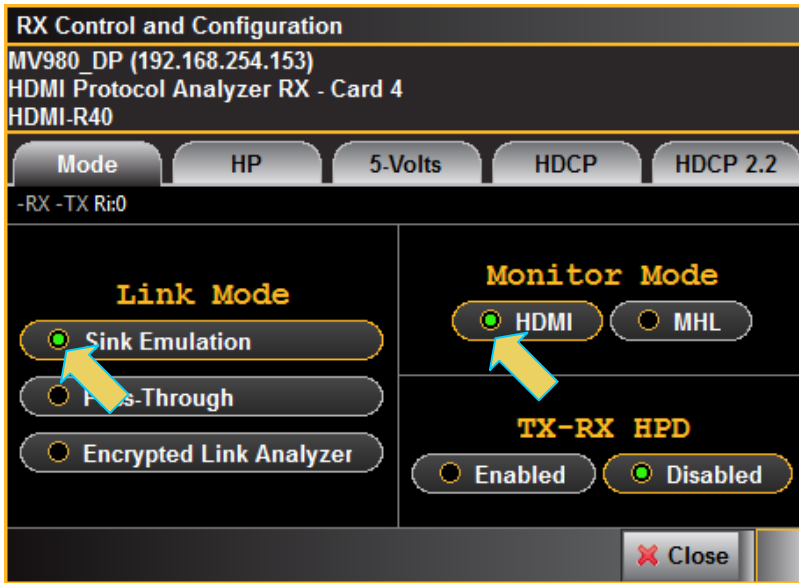 RX Control and Configuration
MV980_DP (192.168.254.153)
HDMI Protocol Analyzer RX - Card 4
HDMI-R40
Mode HP 5-Volts HDCP HDCP 2.2
-RX -TX Ri:0
Link Mode
Sink Emulation
Pass-Through
Encrypted Link Analyzer
Monitor Mode
HDMI MHL
TX-RX HPD
Enabled Disabled
Close